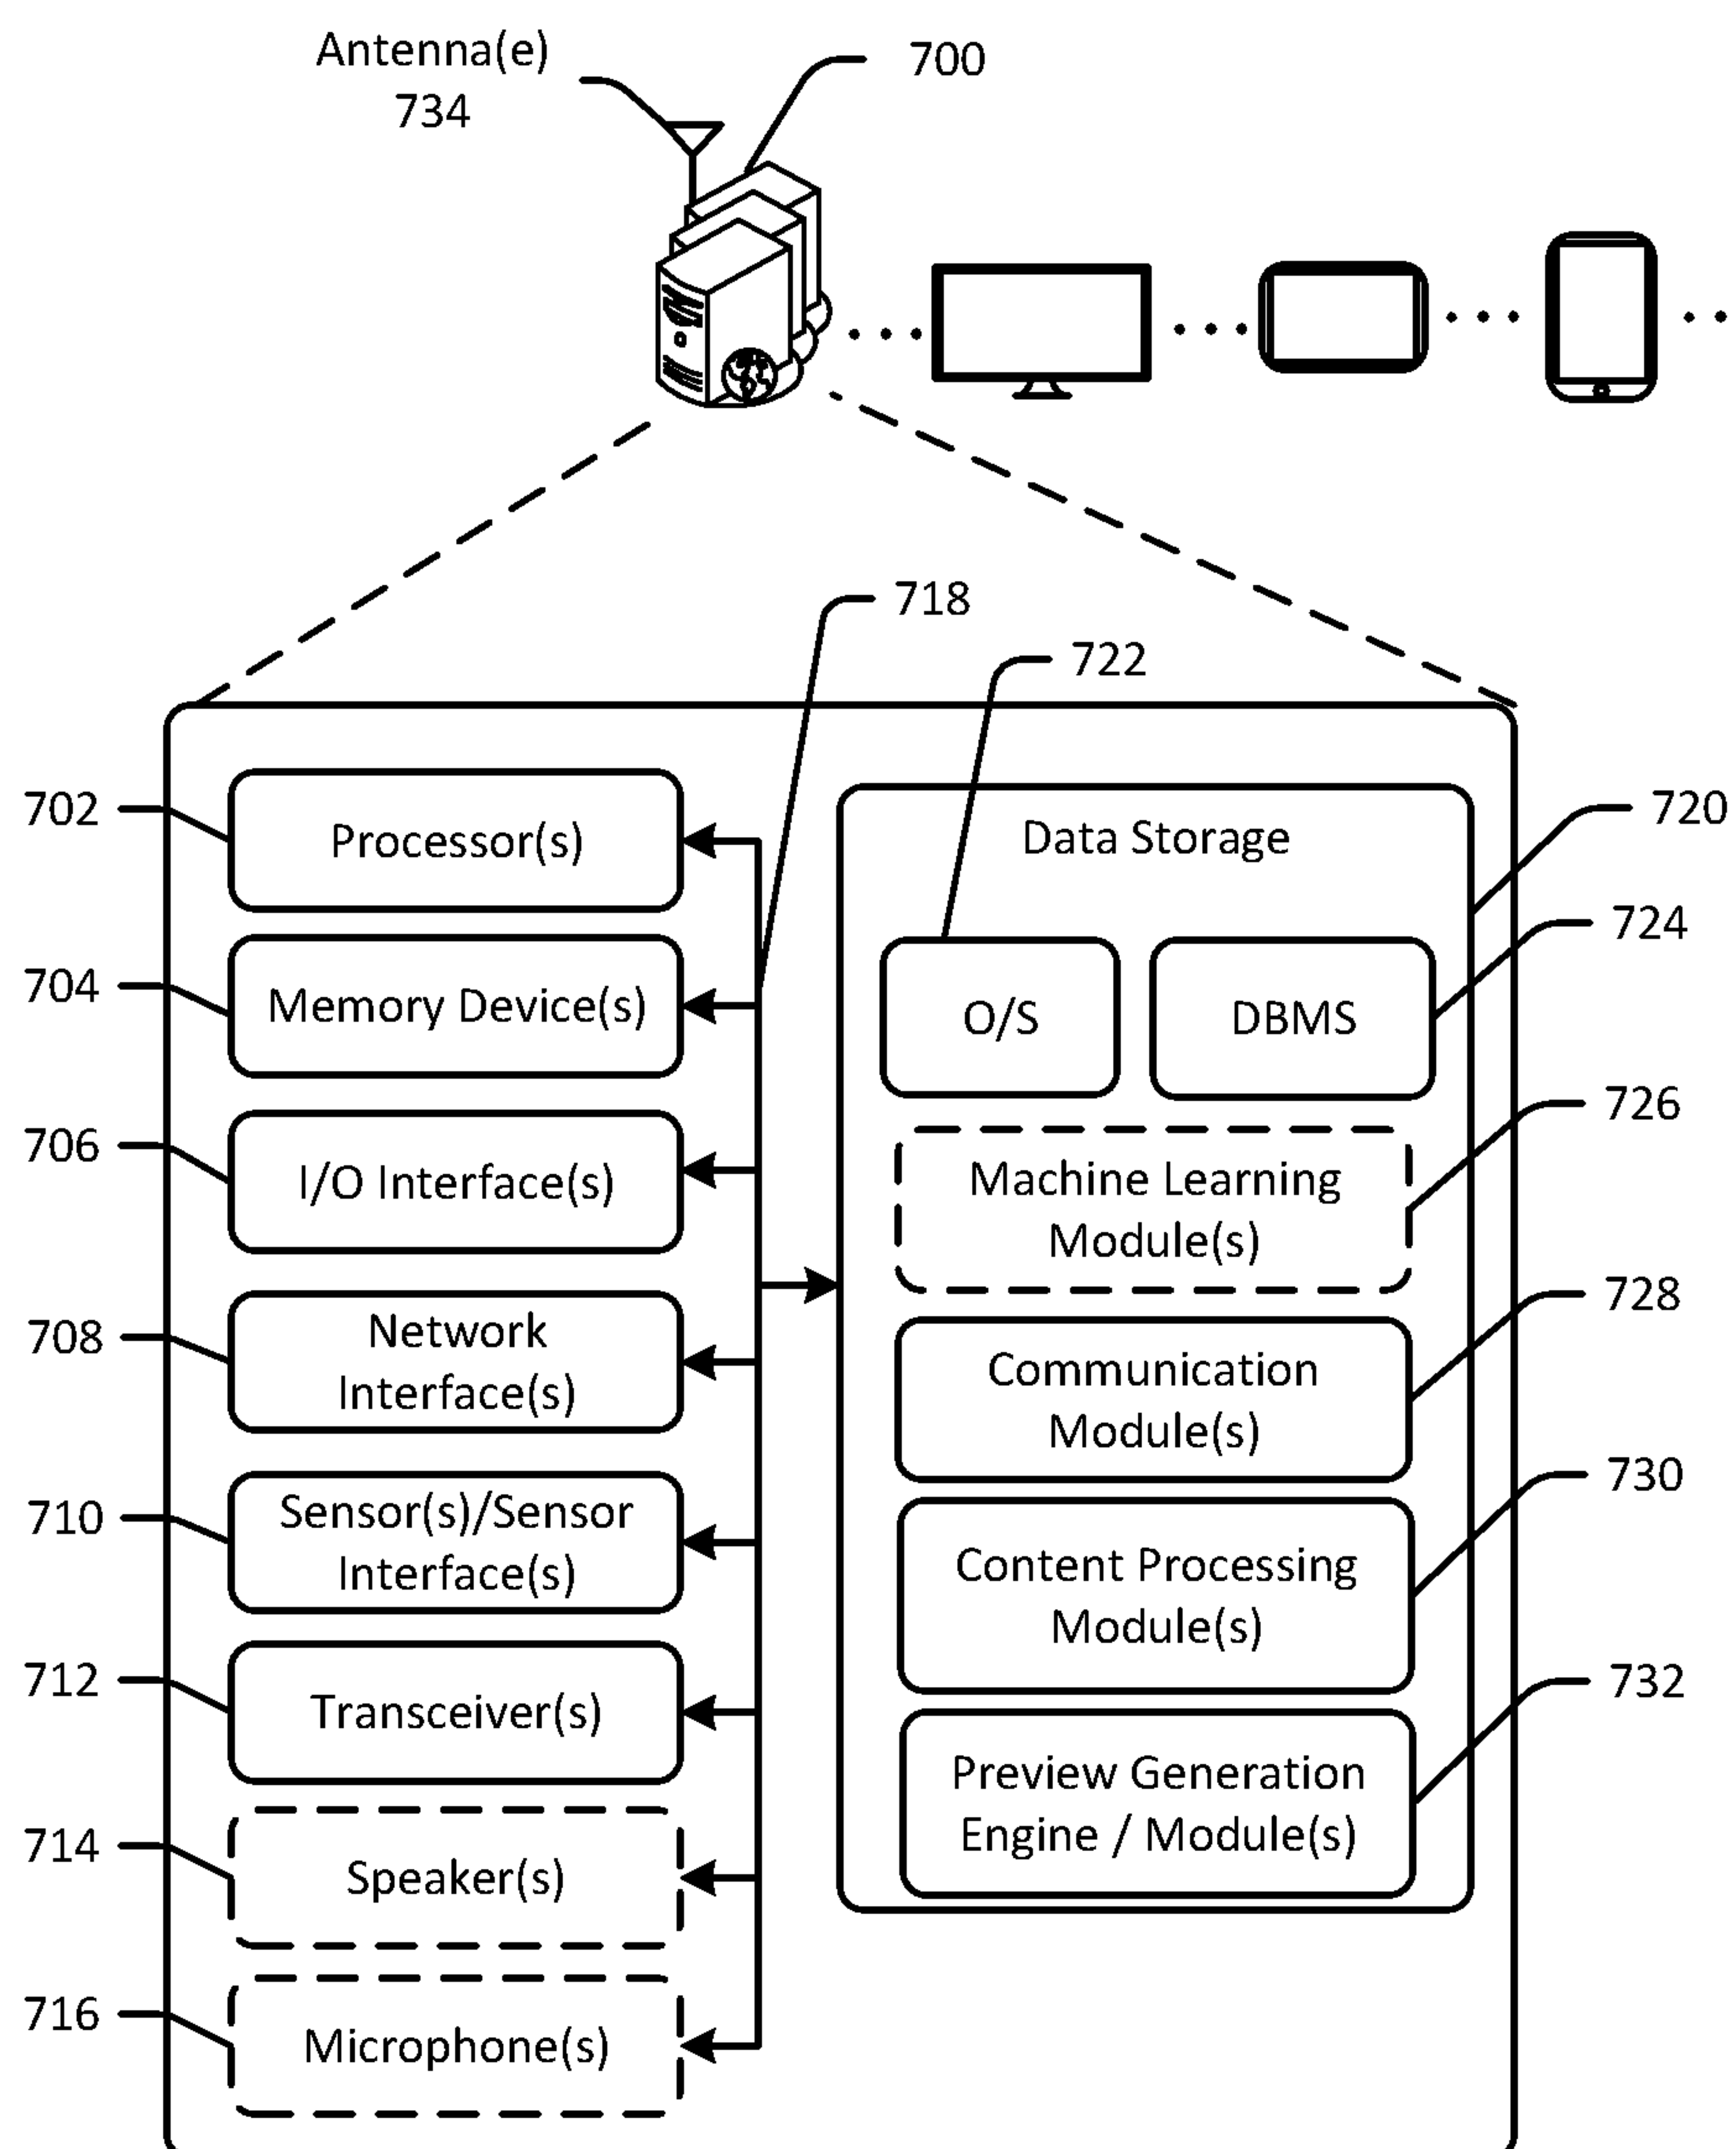 Antenna(e)
734
700
718
722
702
Processor(s)
704
Memory Device(s)
706
I/O Interface(s)
708
Network
Interface(s)
710
Sensor(s)/Sensor
Interface(s)
712
Transceiver(s)
714
Speaker(s)
716
Microphone(s)
Data Storage
720
O/S
DBMS
724
Machine Learning
Module(s)
726
Communication
Module(s)
728
Content Processing
Module(s)
730
Preview Generation
Engine / Module(s)
732